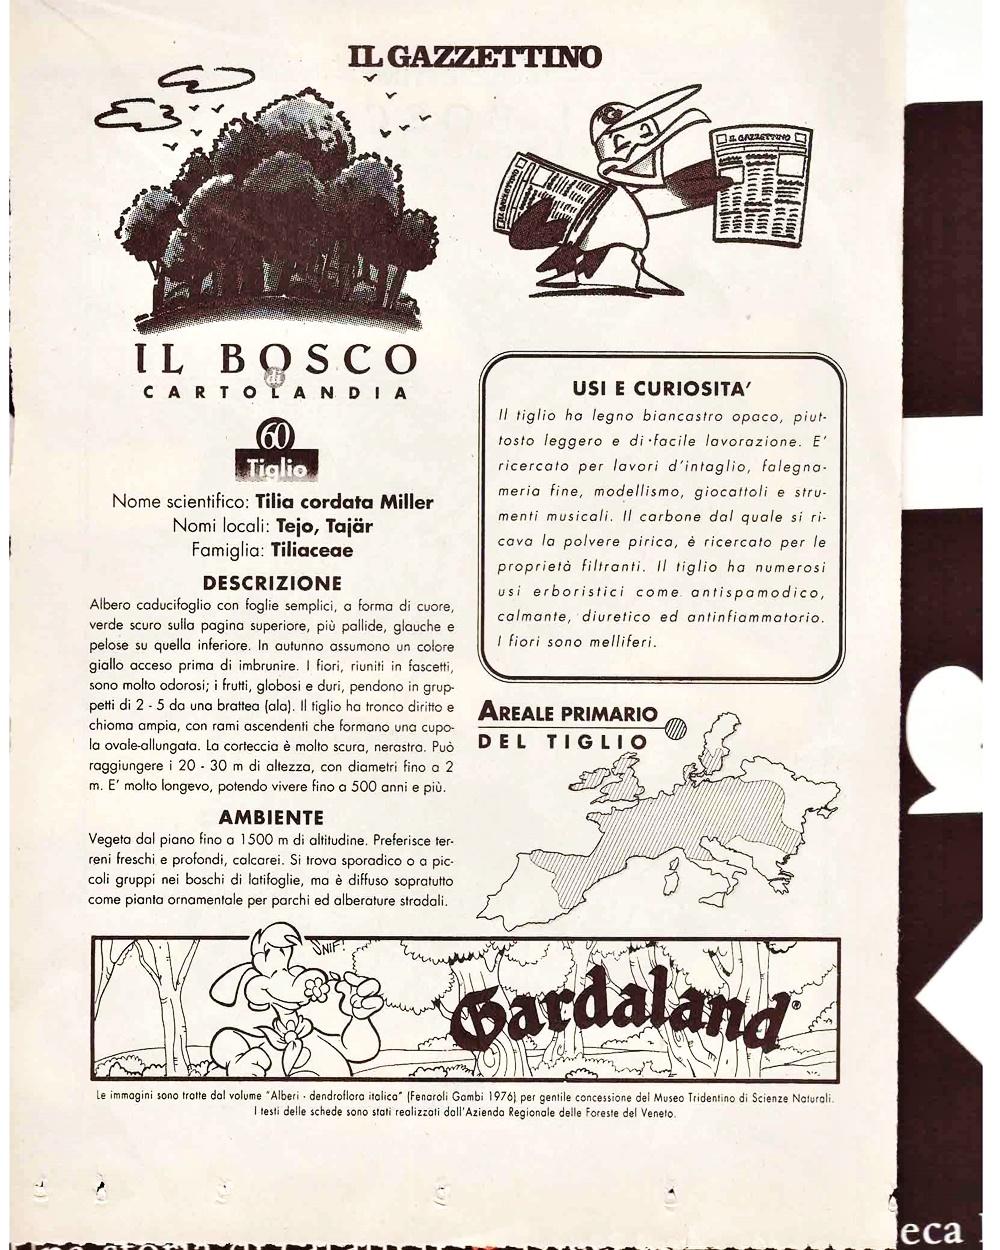 IL GAZZETTINO
IL GAZZETTINO
IL GAZZETTINO
IL BOSCO
di
CARTOLANDIA
60
Tiglio
Nome scientifico: Tilia cordata Miller
Nomi locali: Tejo, Tajär
Famiglia: Tiliaceae
DESCRIZIONE
Albero caducifoglio con foglie semplici, a forma di cuore,
verde scuro sulla pagina superiore, più pallide, glauche e
pelose su quella inferiore. In autunno assumono un colore
giallo acceso prima di imbrunire. I fiori, riuniti in fascetti,
sono molto odorosi; i frutti, globosi e duri, pendono in grup-
petti di 2 - 5 da una brattea (ala). Il tiglio ha tronco diritto e
chioma ampia, con rami ascendenti che formano una cupo-
la ovale-allungata. La corteccia è molto scura, nerastra. Può
raggiungere i 20 - 30 m di altezza, con diametri fino a 2
m. E' molto longevo, potendo vivere fino a 500 anni e più.
AMBIENTE
Vegeta dal piano fino a 1500 m di altitudine. Preferisce ter-
reni freschi e profondi, calcarei. Si trova sporadico o a pic-
coli gruppi nei boschi di latifoglie, ma è diffuso sopratutto
come pianta ornamentale per parchi ed alberature stradali.
USI E CURIOSITA'
Il tiglio ha legno biancastro opaco, piut-
tosto leggero e di facile lavorazione. E'
ricercato per lavori d'intaglio, falegna-
meria fine, modellismo, giocattoli e stru-
menti musicali. Il carbone dal quale si ri-
cava la polvere pirica, è ricercato per le
proprietà filtranti. Il tiglio ha numerosi
usi erboristici come antispamodico,
calmante, diuretico ed antinfiammatorio.
I fiori sono melliferi.
AREALE PRIMARIO
DEL TIGLIO
SNIF!
Gardaland®
Le immagini sono tratte dal volume "Alberi - dendroflora italica" (Fenaroli Gambi 1976) per gentile concessione del Museo Tridentino di Scienze Naturali.
I testi delle schede sono stati realizzati dall'Azienda Regionale delle Foreste del Veneto.
eca